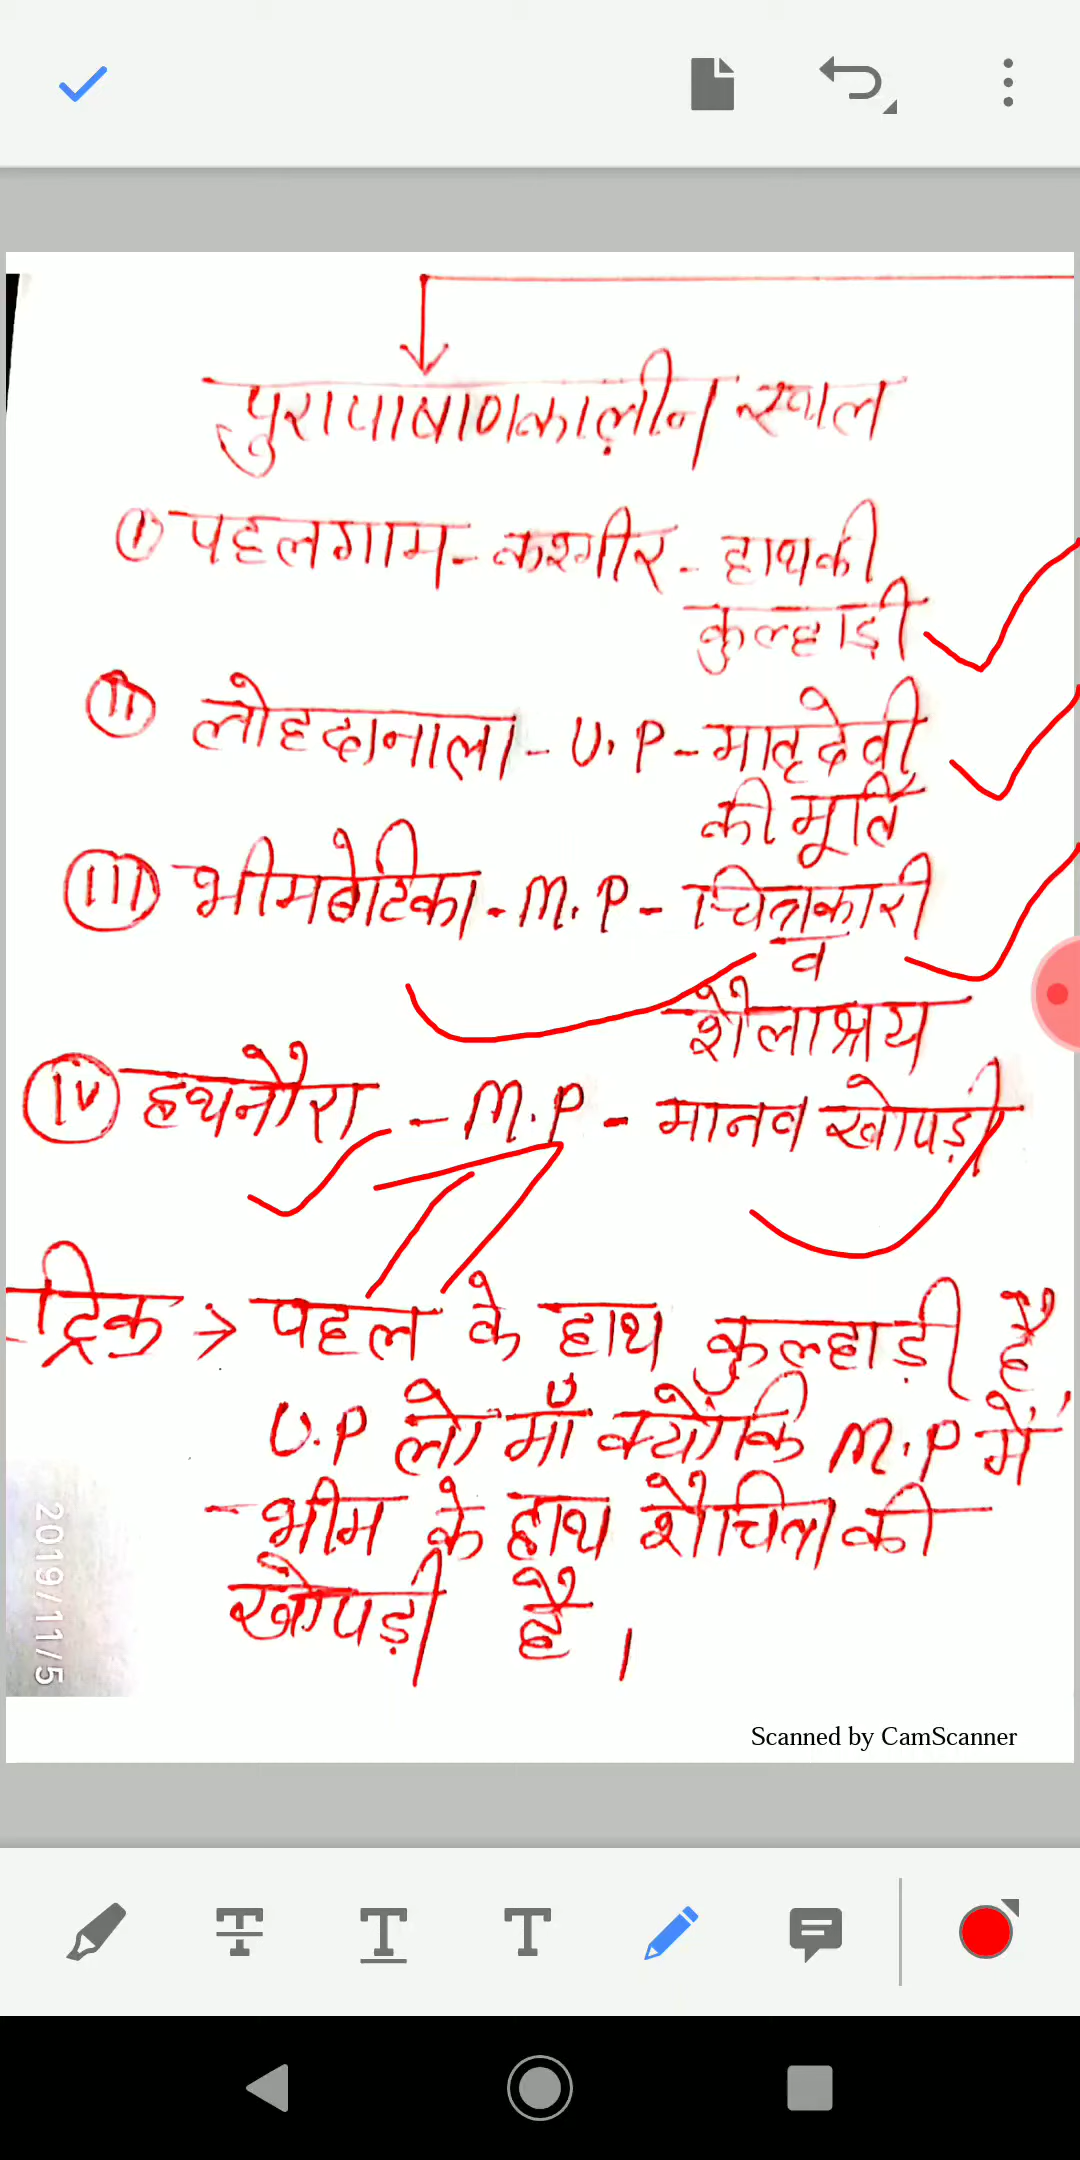 पुरापाषाणकालीन स्थल
(i) पहलगाम - कश्मीर - हाथ की
कुल्हाड़ी
(ii) लोहदानाला - U.P - मातृदेवी
की मूर्ति
(iii) भीमबेटिका - M.P - चित्रकारी
व
शैलाश्रय
(iv) हथनौरा - M.P - मानव खोपड़ी
ट्रिक → पहल के हाथ कुल्हाड़ी है,
U.P लो माँ क्योंकि M.P में
भीम के हाथ शैचित्र की
खोपड़ी है ।
2019/11/5
Scanned by CamScanner